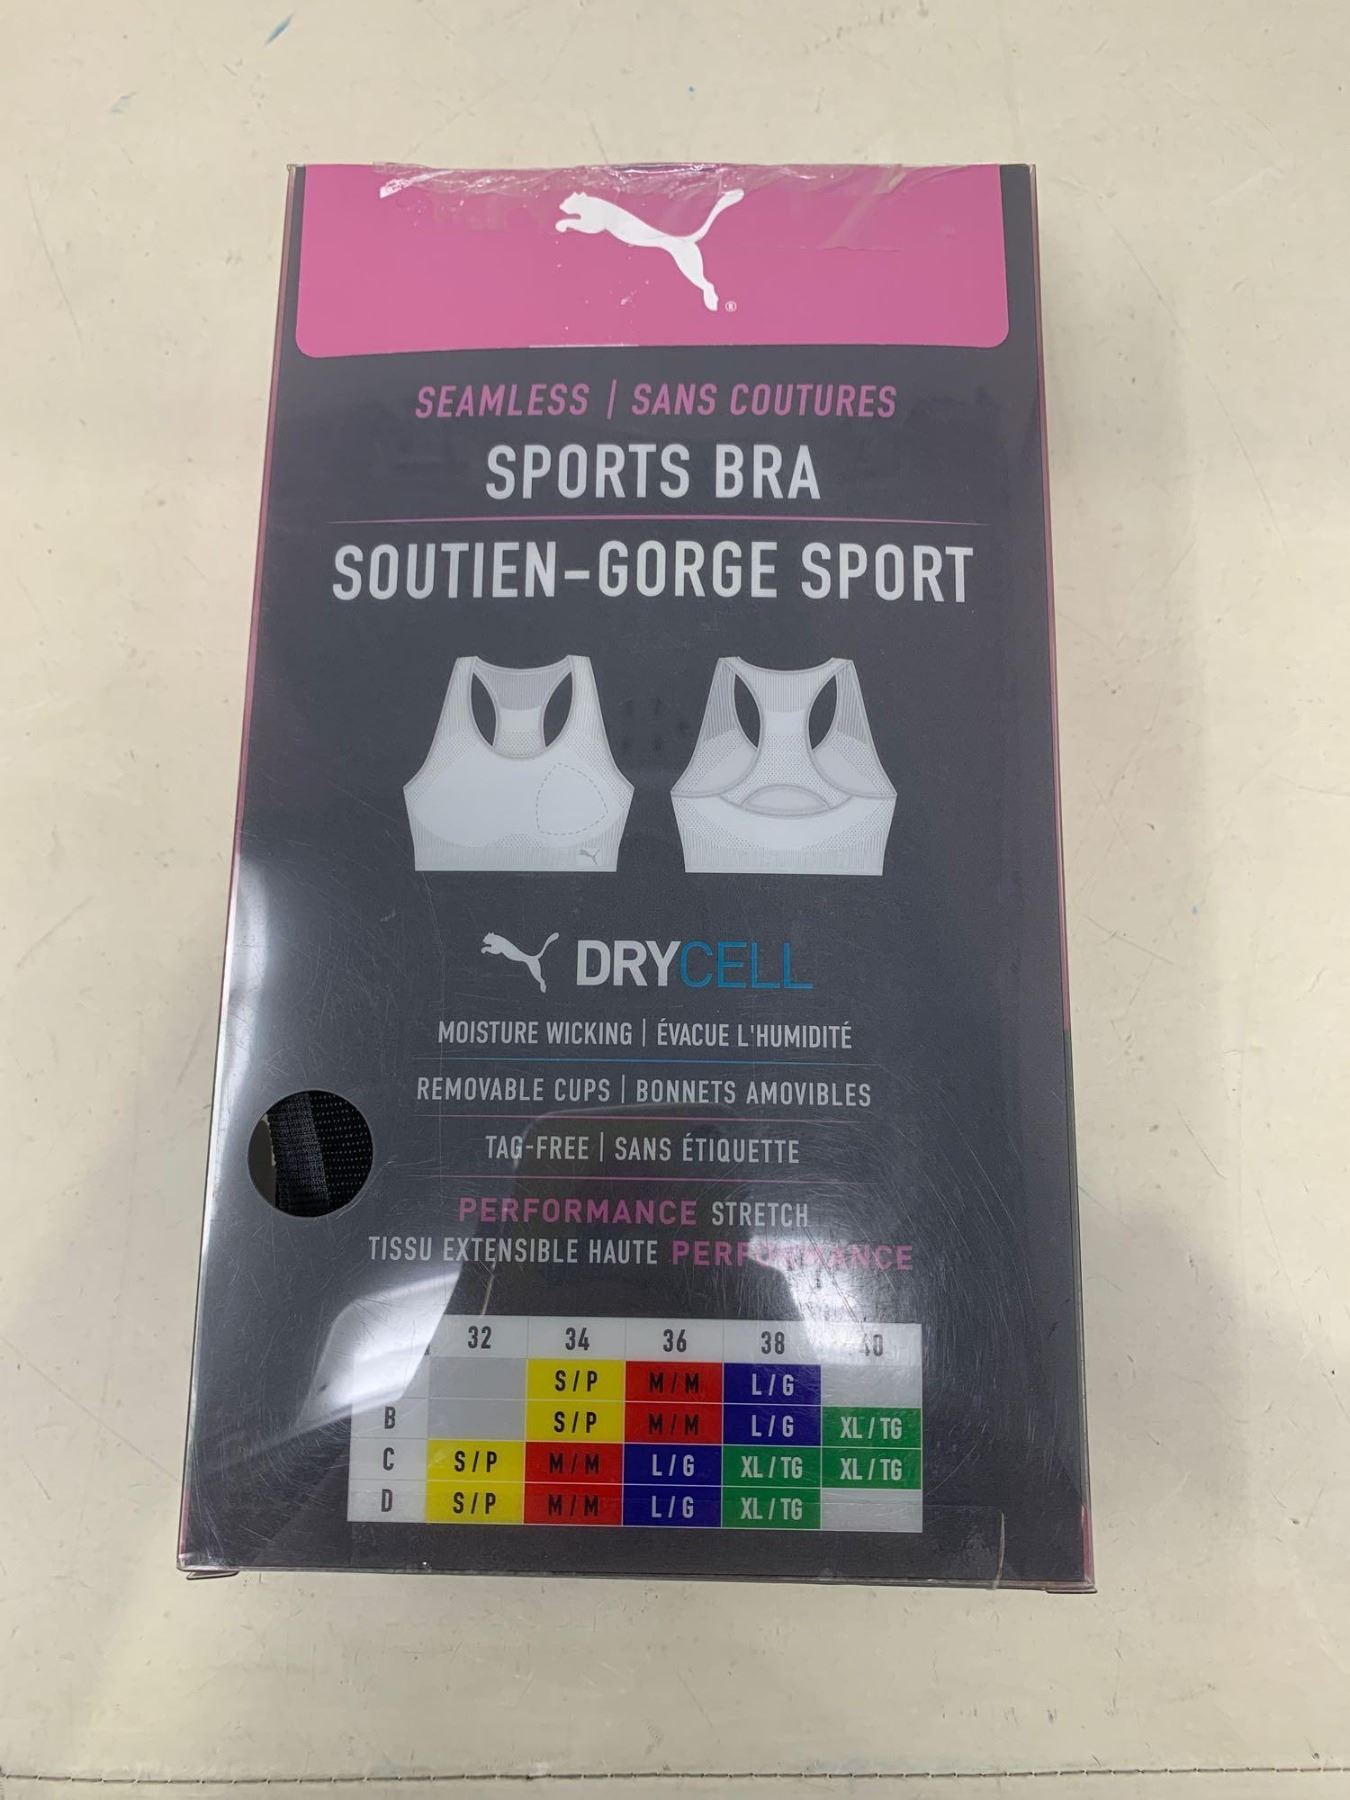 ®
SEAMLESS | SANS COUTURES
SPORTS BRA
SOUTIEN-GORGE SPORT
DRYCELL
MOISTURE WICKING | ÉVACUE L'HUMIDITÉ
REMOVABLE CUPS | BONNETS AMOVIBLES
TAG-FREE | SANS ÉTIQUETTE
PERFORMANCE STRETCH
TISSU EXTENSIBLE HAUTE PERFORMANCE
32 34 36 38 40
S/P M/M L/G
B S/P M/M L/G XL/TG
C S/P M/M L/G XL/TG XL/TG
D S/P M/M L/G XL/TG